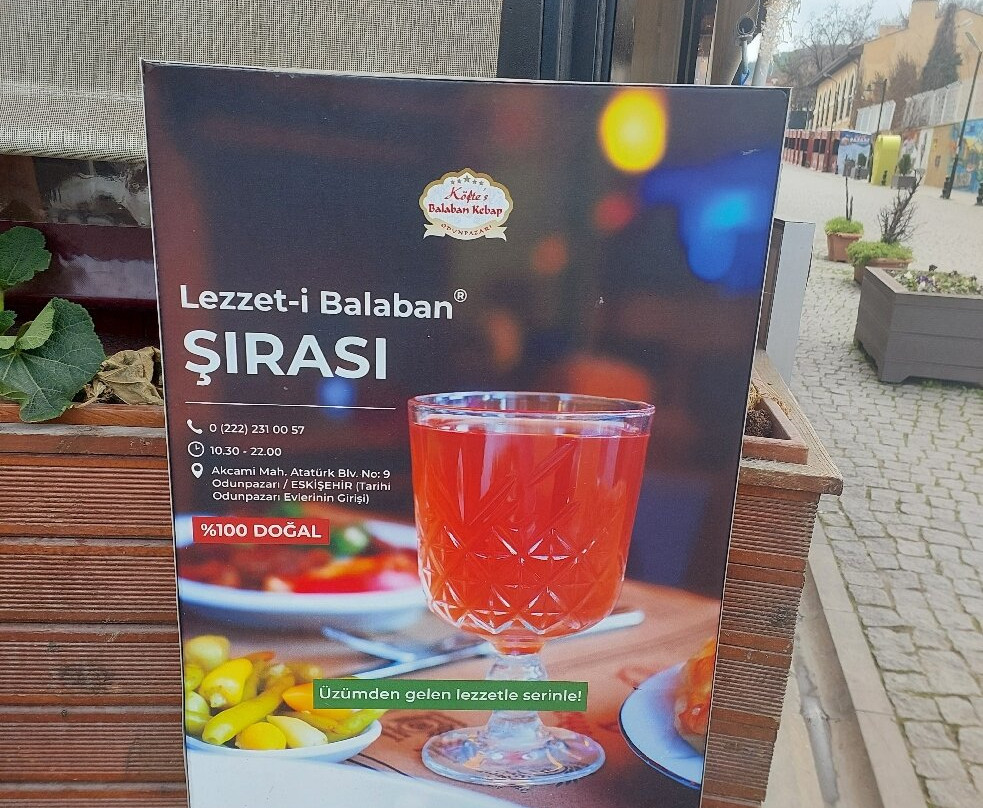 Köfte's
Balaban Kebap
ODUNPAZARI
Lezzet-i Balaban®
ŞIRASI
0 (222) 231 00 57
10.30 - 22.00
Akcami Mah. Atatürk Blv. No: 9
Odunpazarı / ESKİŞEHİR (Tarihi
Odunpazarı Evlerinin Girişi)
%100 DOĞAL
Üzümden gelen lezzetle serinle!